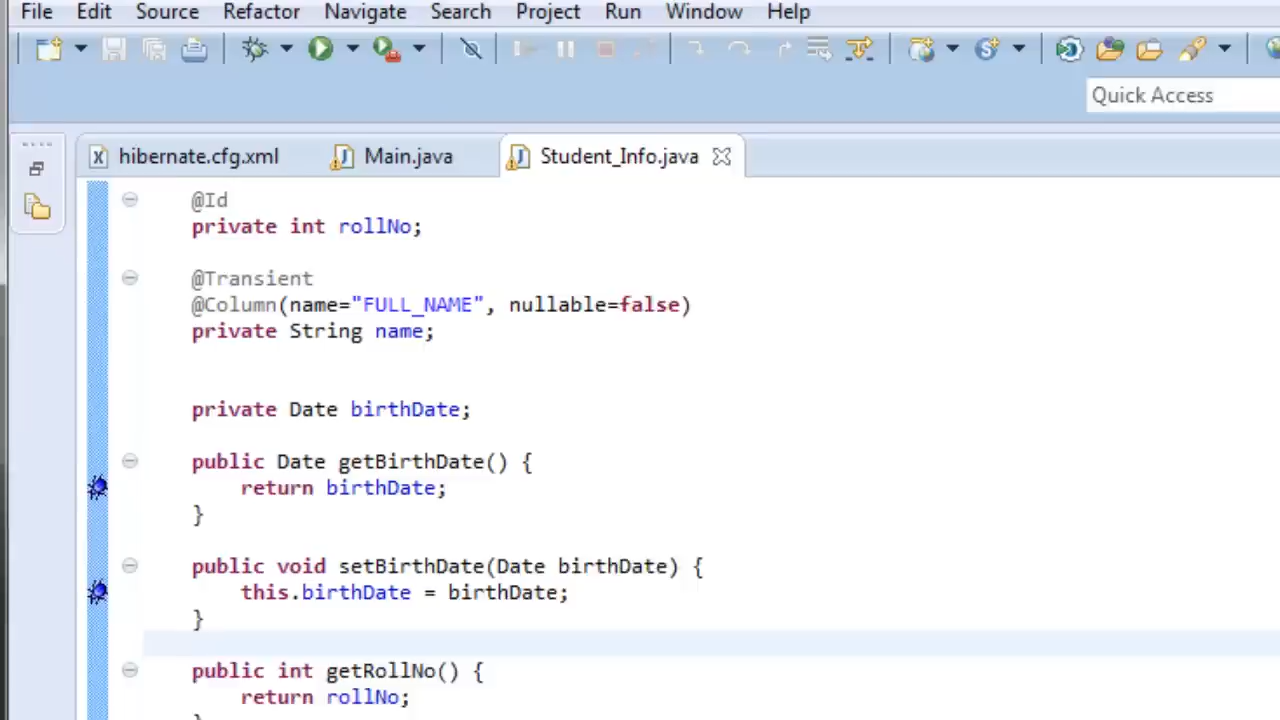 File Edit Source Refactor Navigate Search Project Run Window Help
Quick Access
hibernate.cfg.xml Main.java Student_Info.java
@Id
private int rollNo;
@Transient
@Column(name="FULL_NAME", nullable=false)
private String name;
private Date birthDate;
public Date getBirthDate() {
return birthDate;
}
public void setBirthDate(Date birthDate) {
this.birthDate = birthDate;
}
public int getRollNo() {
return rollNo;
}